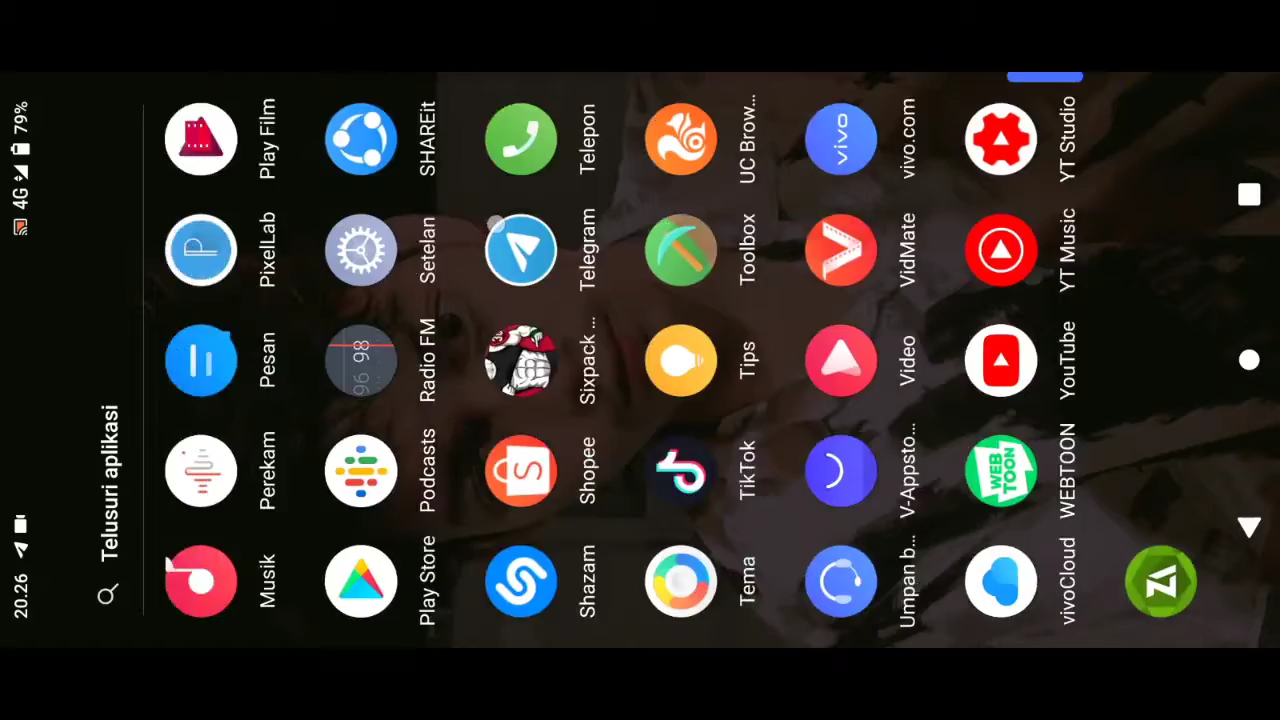 20.26
4G
79%
Telusuri aplikasi
Musik
Perekam
Pesan
PixelLab
Play Film
Play Store
Podcasts
96 98
Radio FM
Setelan
SHAREit
Shazam
Shopee
Sixpack ...
Telegram
Telepon
Tema
TikTok
Tips
Toolbox
UC Brow...
vivo
Umpan b...
V-Appsto...
Video
VidMate
vivo.com
WEB
TOON
vivoCloud
WEBTOON
YouTube
YT Music
YT Studio